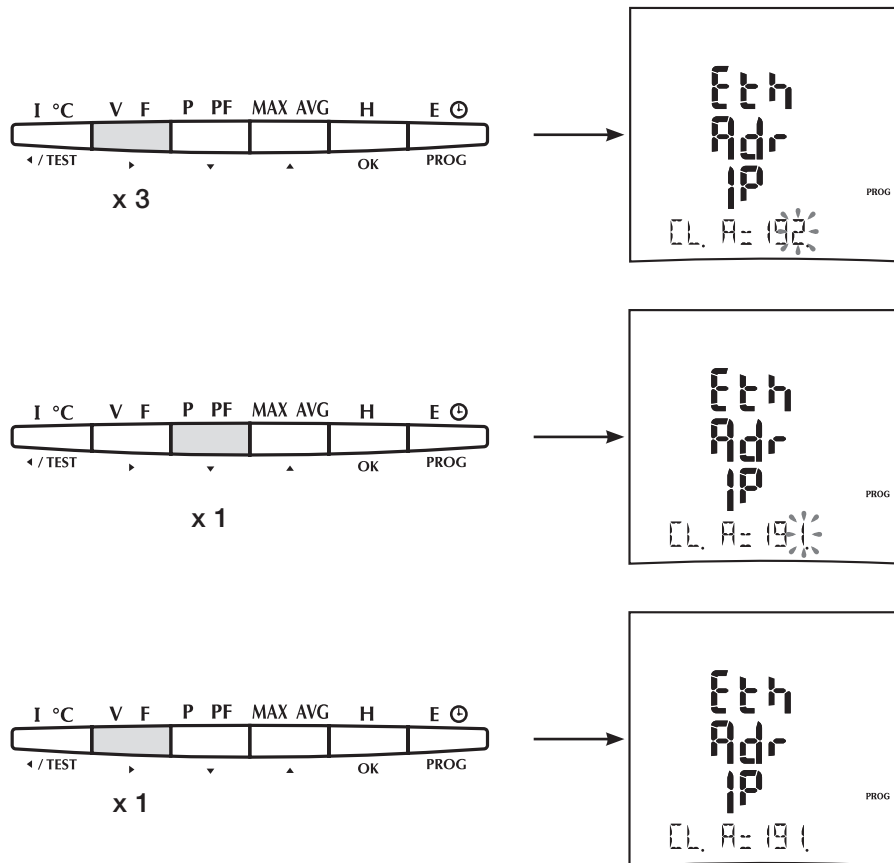 I °C V F P PF MAX AVG H E
/ TEST OK PROG
x 3
Eth
Adr
IP
PROG
CL. A= 192.
I °C V F P PF MAX AVG H E
/ TEST OK PROG
x 1
Eth
Adr
IP
PROG
CL. A= 191.
I °C V F P PF MAX AVG H E
/ TEST OK PROG
x 1
Eth
Adr
IP
PROG
CL. A= 191.